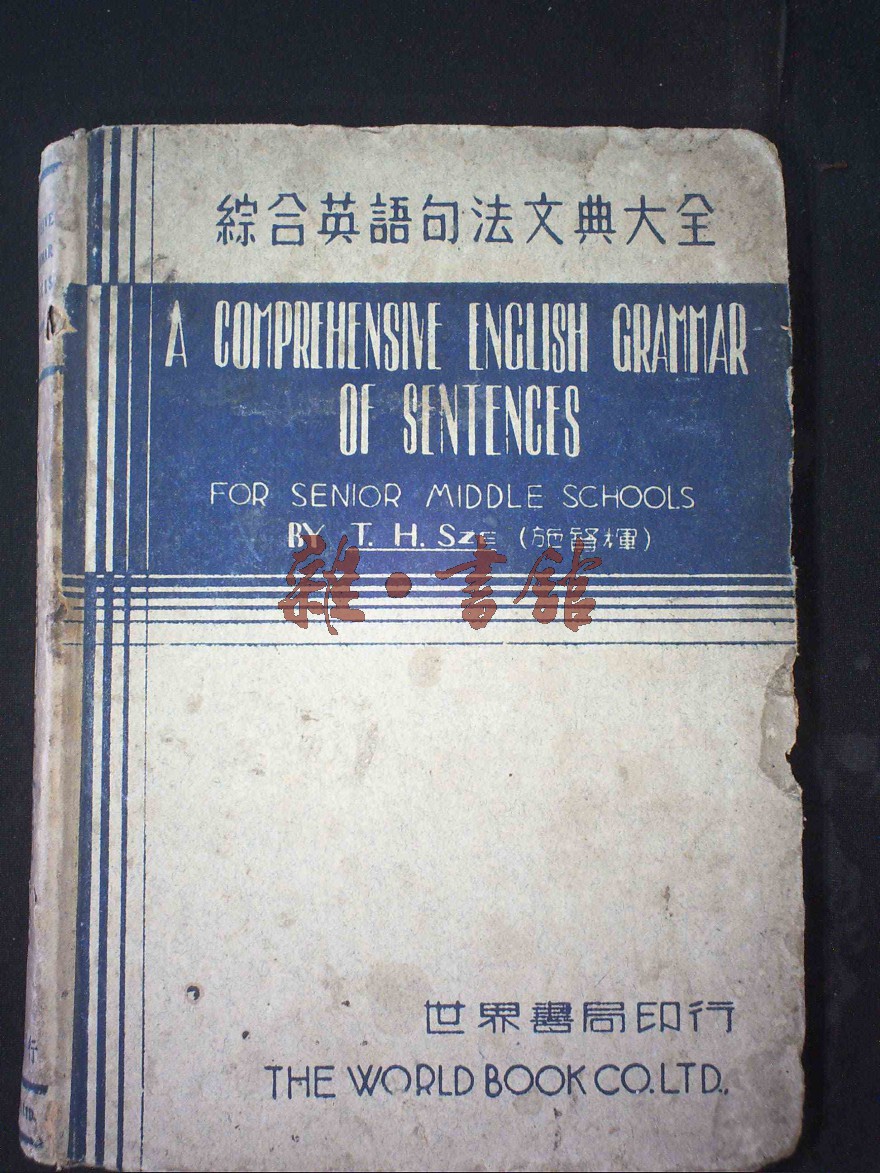 綜合英語句法文典大全
A COMPREHENSIVE ENGLISH GRAMMAR
OF SENTENCES
FOR SENIOR MIDDLE SCHOOLS
BY T. H. SZE (施督輝)
雜·書館
世界書局印行
THE WORLD BOOK CO. LTD.,
行